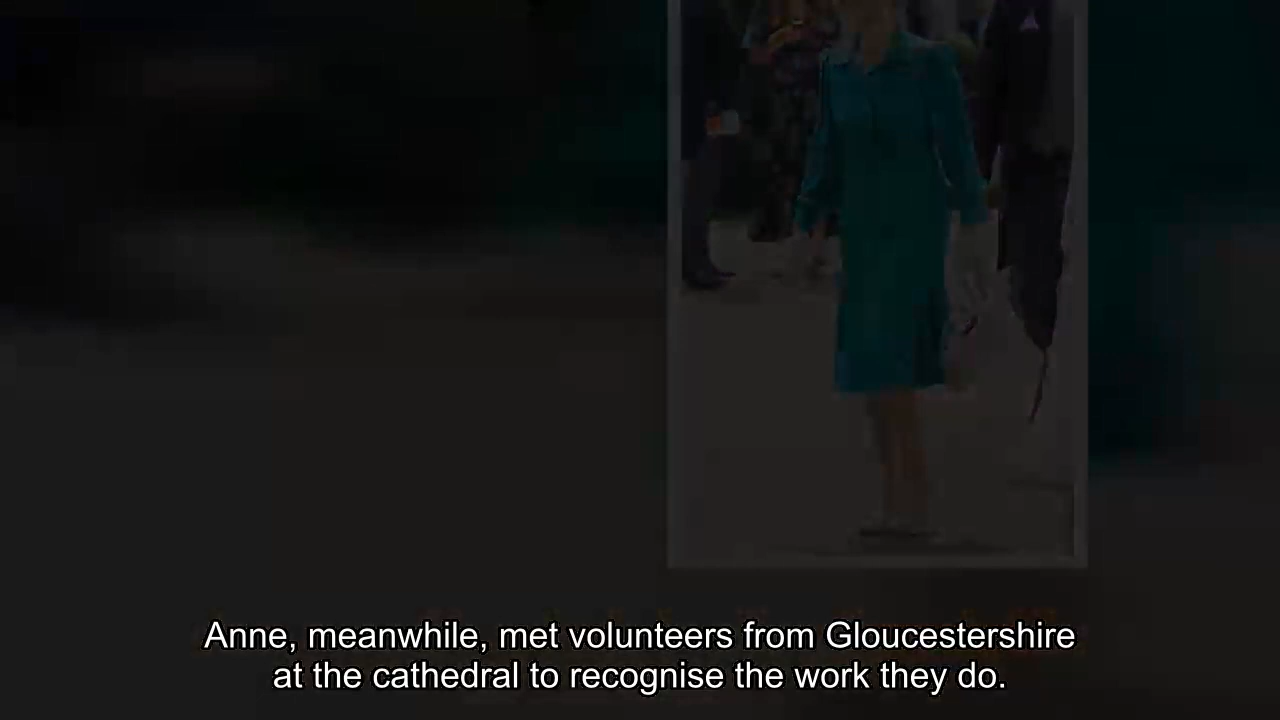 Anne, meanwhile, met volunteers from Gloucestershire
at the cathedral to recognise the work they do.